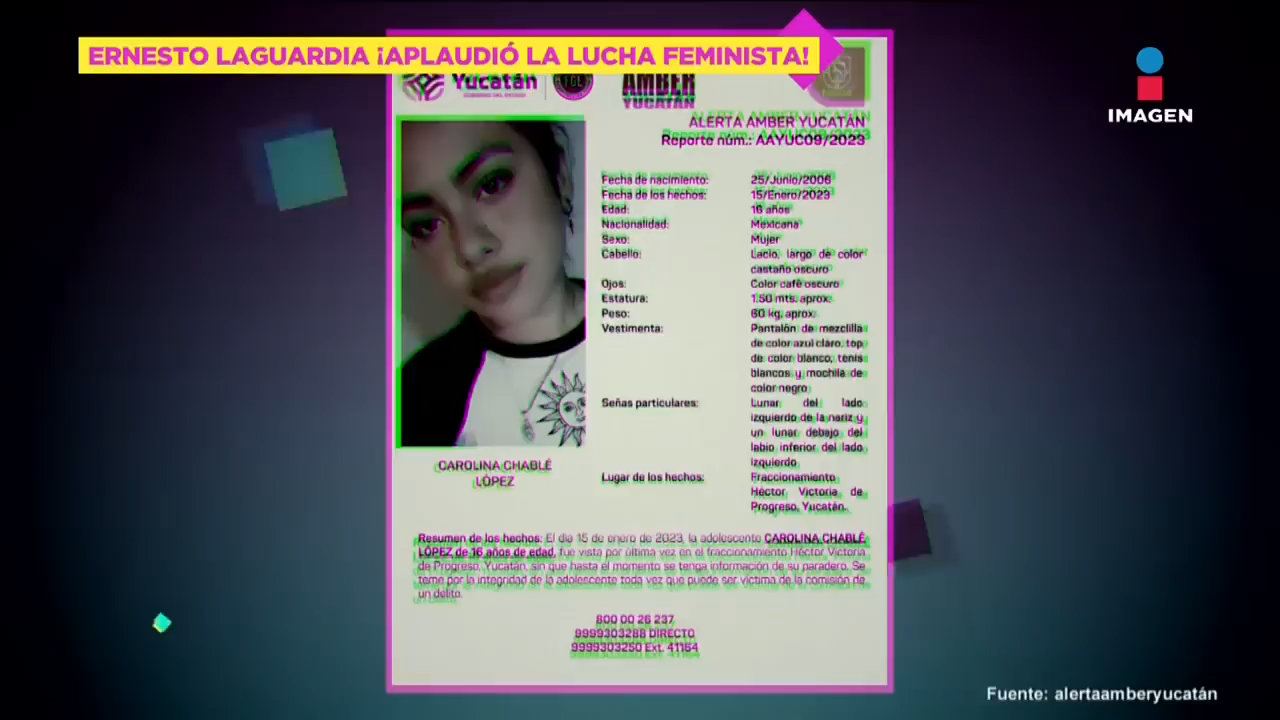 ERNESTO LAGUARDIA ¡APLAUDIÓ LA LUCHA FEMINISTA!
IMAGEN
Yucatán
GOBIERNO DEL ESTADO
AMBER
YUCATÁN
ALERTA AMBER YUCATÁN
Reporte núm.: AAYUC09/2023
Fecha de nacimiento: 25/Junio/2006
Fecha de los hechos: 15/Enero/2023
Edad: 16 años
Nacionalidad: Mexicana
Sexo: Mujer
Cabello: Lacio, largo de color
castaño oscuro
Ojos: Color café oscuro
Estatura: 1.50 mts. aprox.
Peso: 60 kg. aprox.
Vestimenta: Pantalón de mezclilla
de color azul claro, top
de color blanco, tenis
blancos y mochila de
color negro
Señas particulares: Lunar del lado
izquierdo de la nariz y
un lunar debajo del
labio inferior del lado
izquierdo
Lugar de los hechos: Fraccionamiento
Héctor Victoria de
Progreso, Yucatán.
CAROLINA CHABLÉ
LÓPEZ
Resumen de los hechos: El día 15 de enero de 2023, la adolescente CAROLINA CHABLÉ
LÓPEZ de 16 años de edad, fue vista por última vez en el fraccionamiento Héctor Victoria
de Progreso, Yucatán, sin que hasta el momento se tenga información de su paradero. Se
teme por la integridad de la adolescente toda vez que puede ser víctima de la comisión de
un delito.
800 00 26 237
9999303288 DIRECTO
9999303250 Ext. 41164
Fuente: alertaamberyucatán